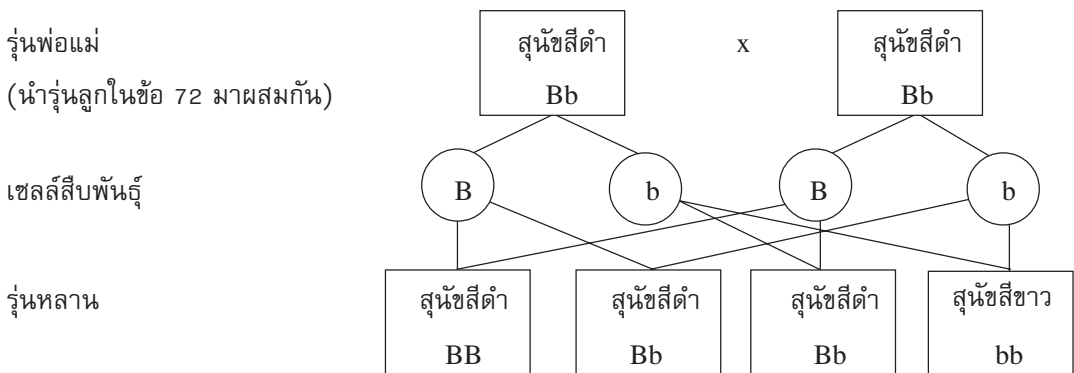 รุ่นพ่อแม่ สุนัขสีดำ x สุนัขสีดำ
(นำรุ่นลูกในข้อ 72 มาผสมกัน) Bb Bb
เซลล์สืบพันธุ์ B b B b
รุ่นหลาน สุนัขสีดำ สุนัขสีดำ สุนัขสีดำ สุนัขสีขาว
BB Bb Bb bb